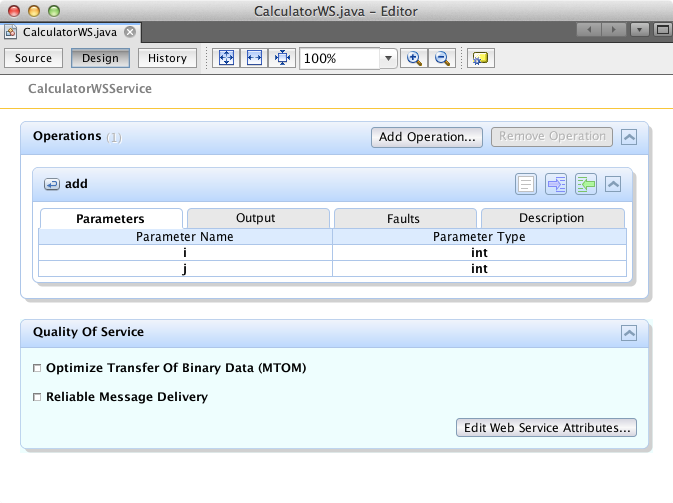 CalculatorWS.java – Editor
CalculatorWS.java
Source Design History 100%
CalculatorWSService
Operations (1) Add Operation... Remove Operation
add
Parameters Output Faults Description
Parameter Name Parameter Type
i int
j int
Quality Of Service
Optimize Transfer Of Binary Data (MTOM)
Reliable Message Delivery
Edit Web Service Attributes...